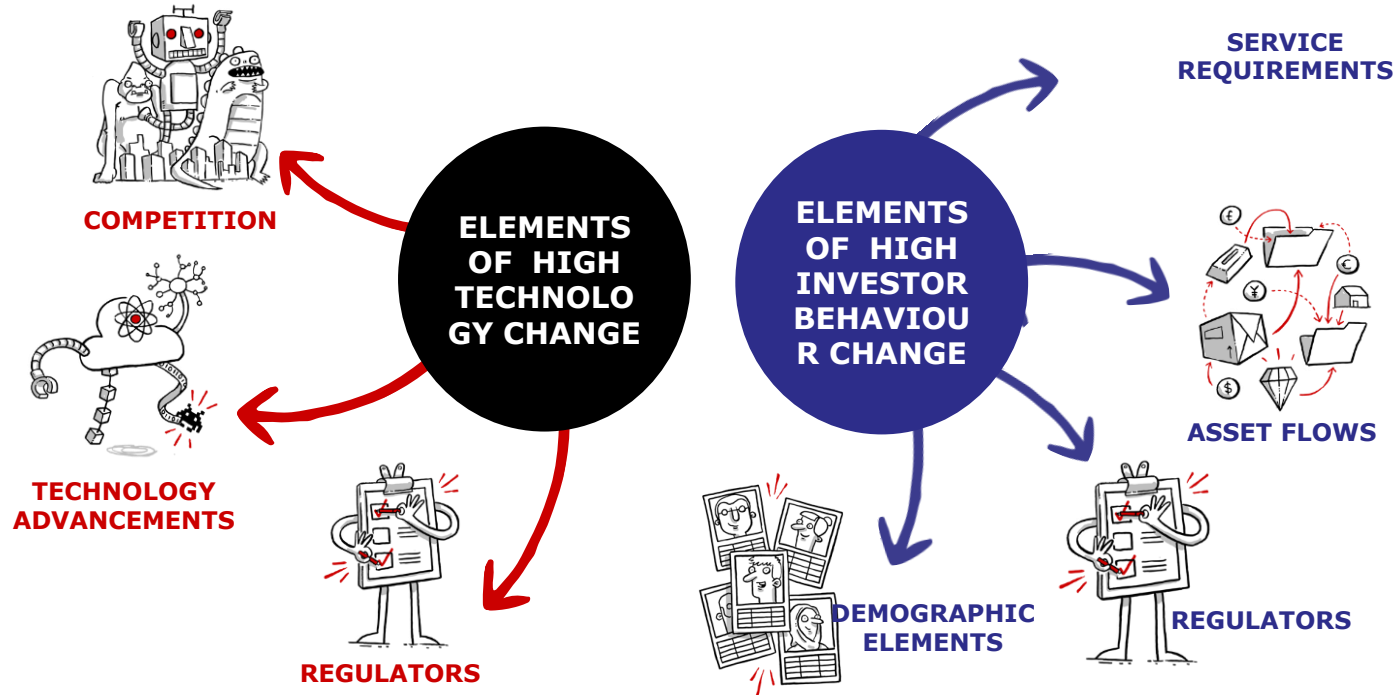 COMPETITION
TECHNOLOGY
ADVANCEMENTS
REGULATORS
ELEMENTS
OF HIGH
TECHNOLO
GY CHANGE
ELEMENTS
OF HIGH
INVESTOR
BEHAVIOU
R CHANGE
SERVICE
REQUIREMENTS
£
€
¥
$
ASSET FLOWS
DEMOGRAPHIC
ELEMENTS
REGULATORS